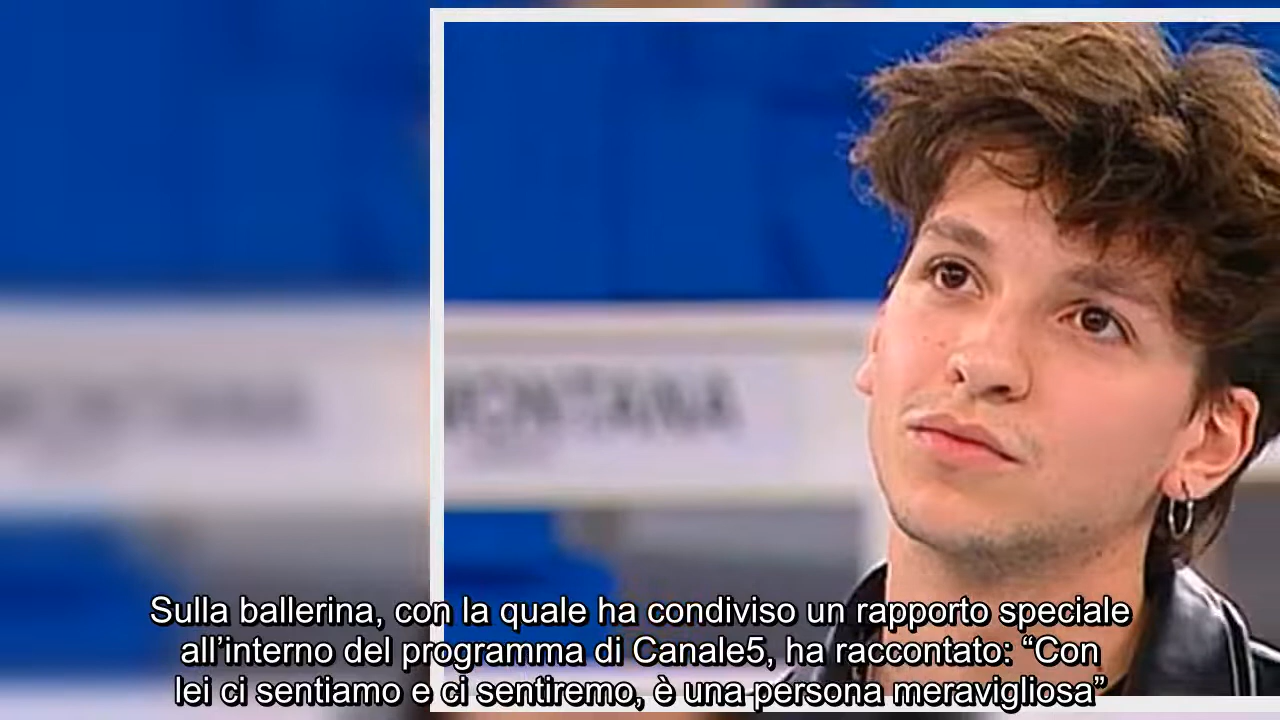 MONTANA
Sulla ballerina, con la quale ha condiviso un rapporto speciale
all’interno del programma di Canale5, ha raccontato: “Con
lei ci sentiamo e ci sentiremo, è una persona meravigliosa”